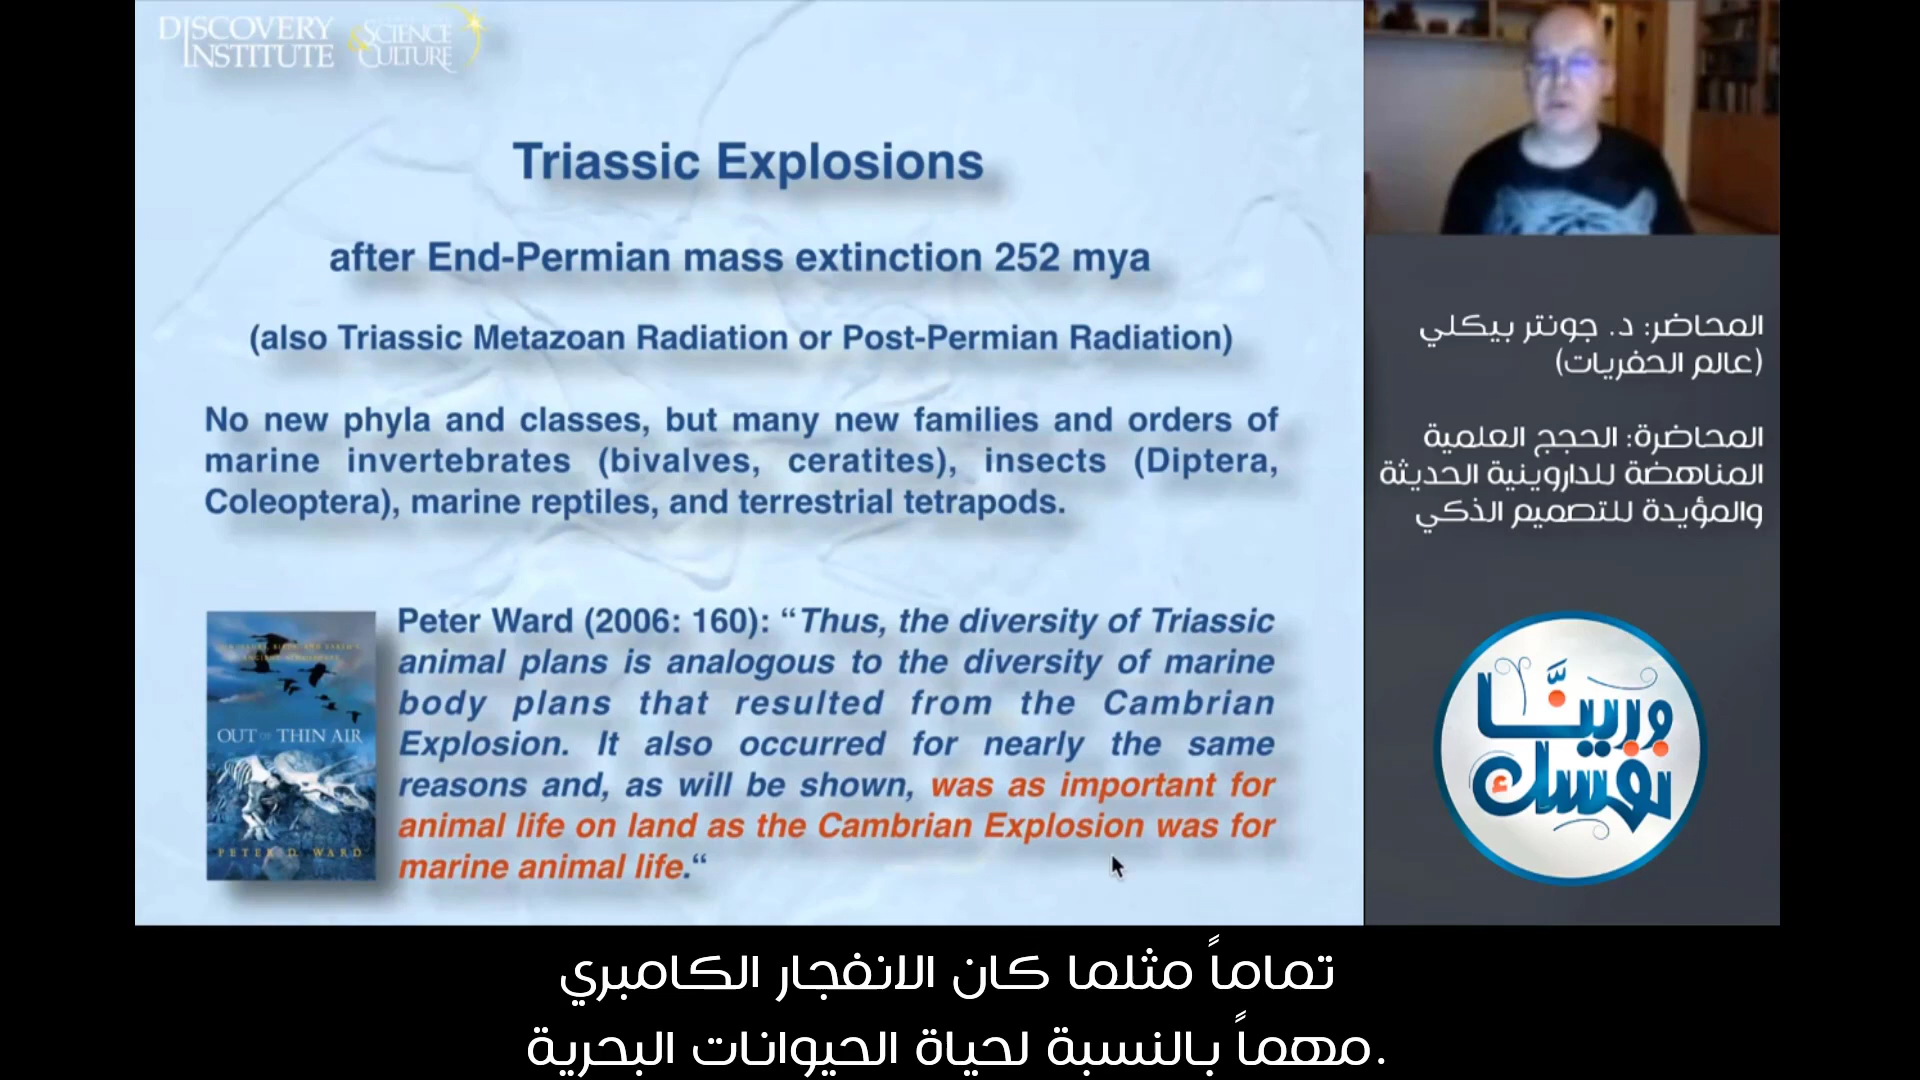 DISCOVERY
INSTITUTE
SCIENCE
& CULTURE
Triassic Explosions
after End-Permian mass extinction 252 mya
(also Triassic Metazoan Radiation or Post-Permian Radiation)
No new phyla and classes, but many new families and orders of
marine invertebrates (bivalves, ceratites), insects (Diptera,
Coleoptera), marine reptiles, and terrestrial tetrapods.
OUT OF THIN AIR
PETER D. WARD
Peter Ward (2006: 160): “Thus, the diversity of Triassic
animal plans is analogous to the diversity of marine
body plans that resulted from the Cambrian
Explosion. It also occurred for nearly the same
reasons and, as will be shown, was as important for
animal life on land as the Cambrian Explosion was for
marine animal life.“
المحاضر: د. جونتر بيكلي
(عالم الحفريات)
المحاضرة: الحجج العلمية
المناهضة للداروينية الحديثة
والمؤيدة للتصميم الذكي
ورينَّا
نفسك
تماماً مثلما كان الانفجار الكامبري
مهماً بالنسبة لحياة الحيوانات البحرية.